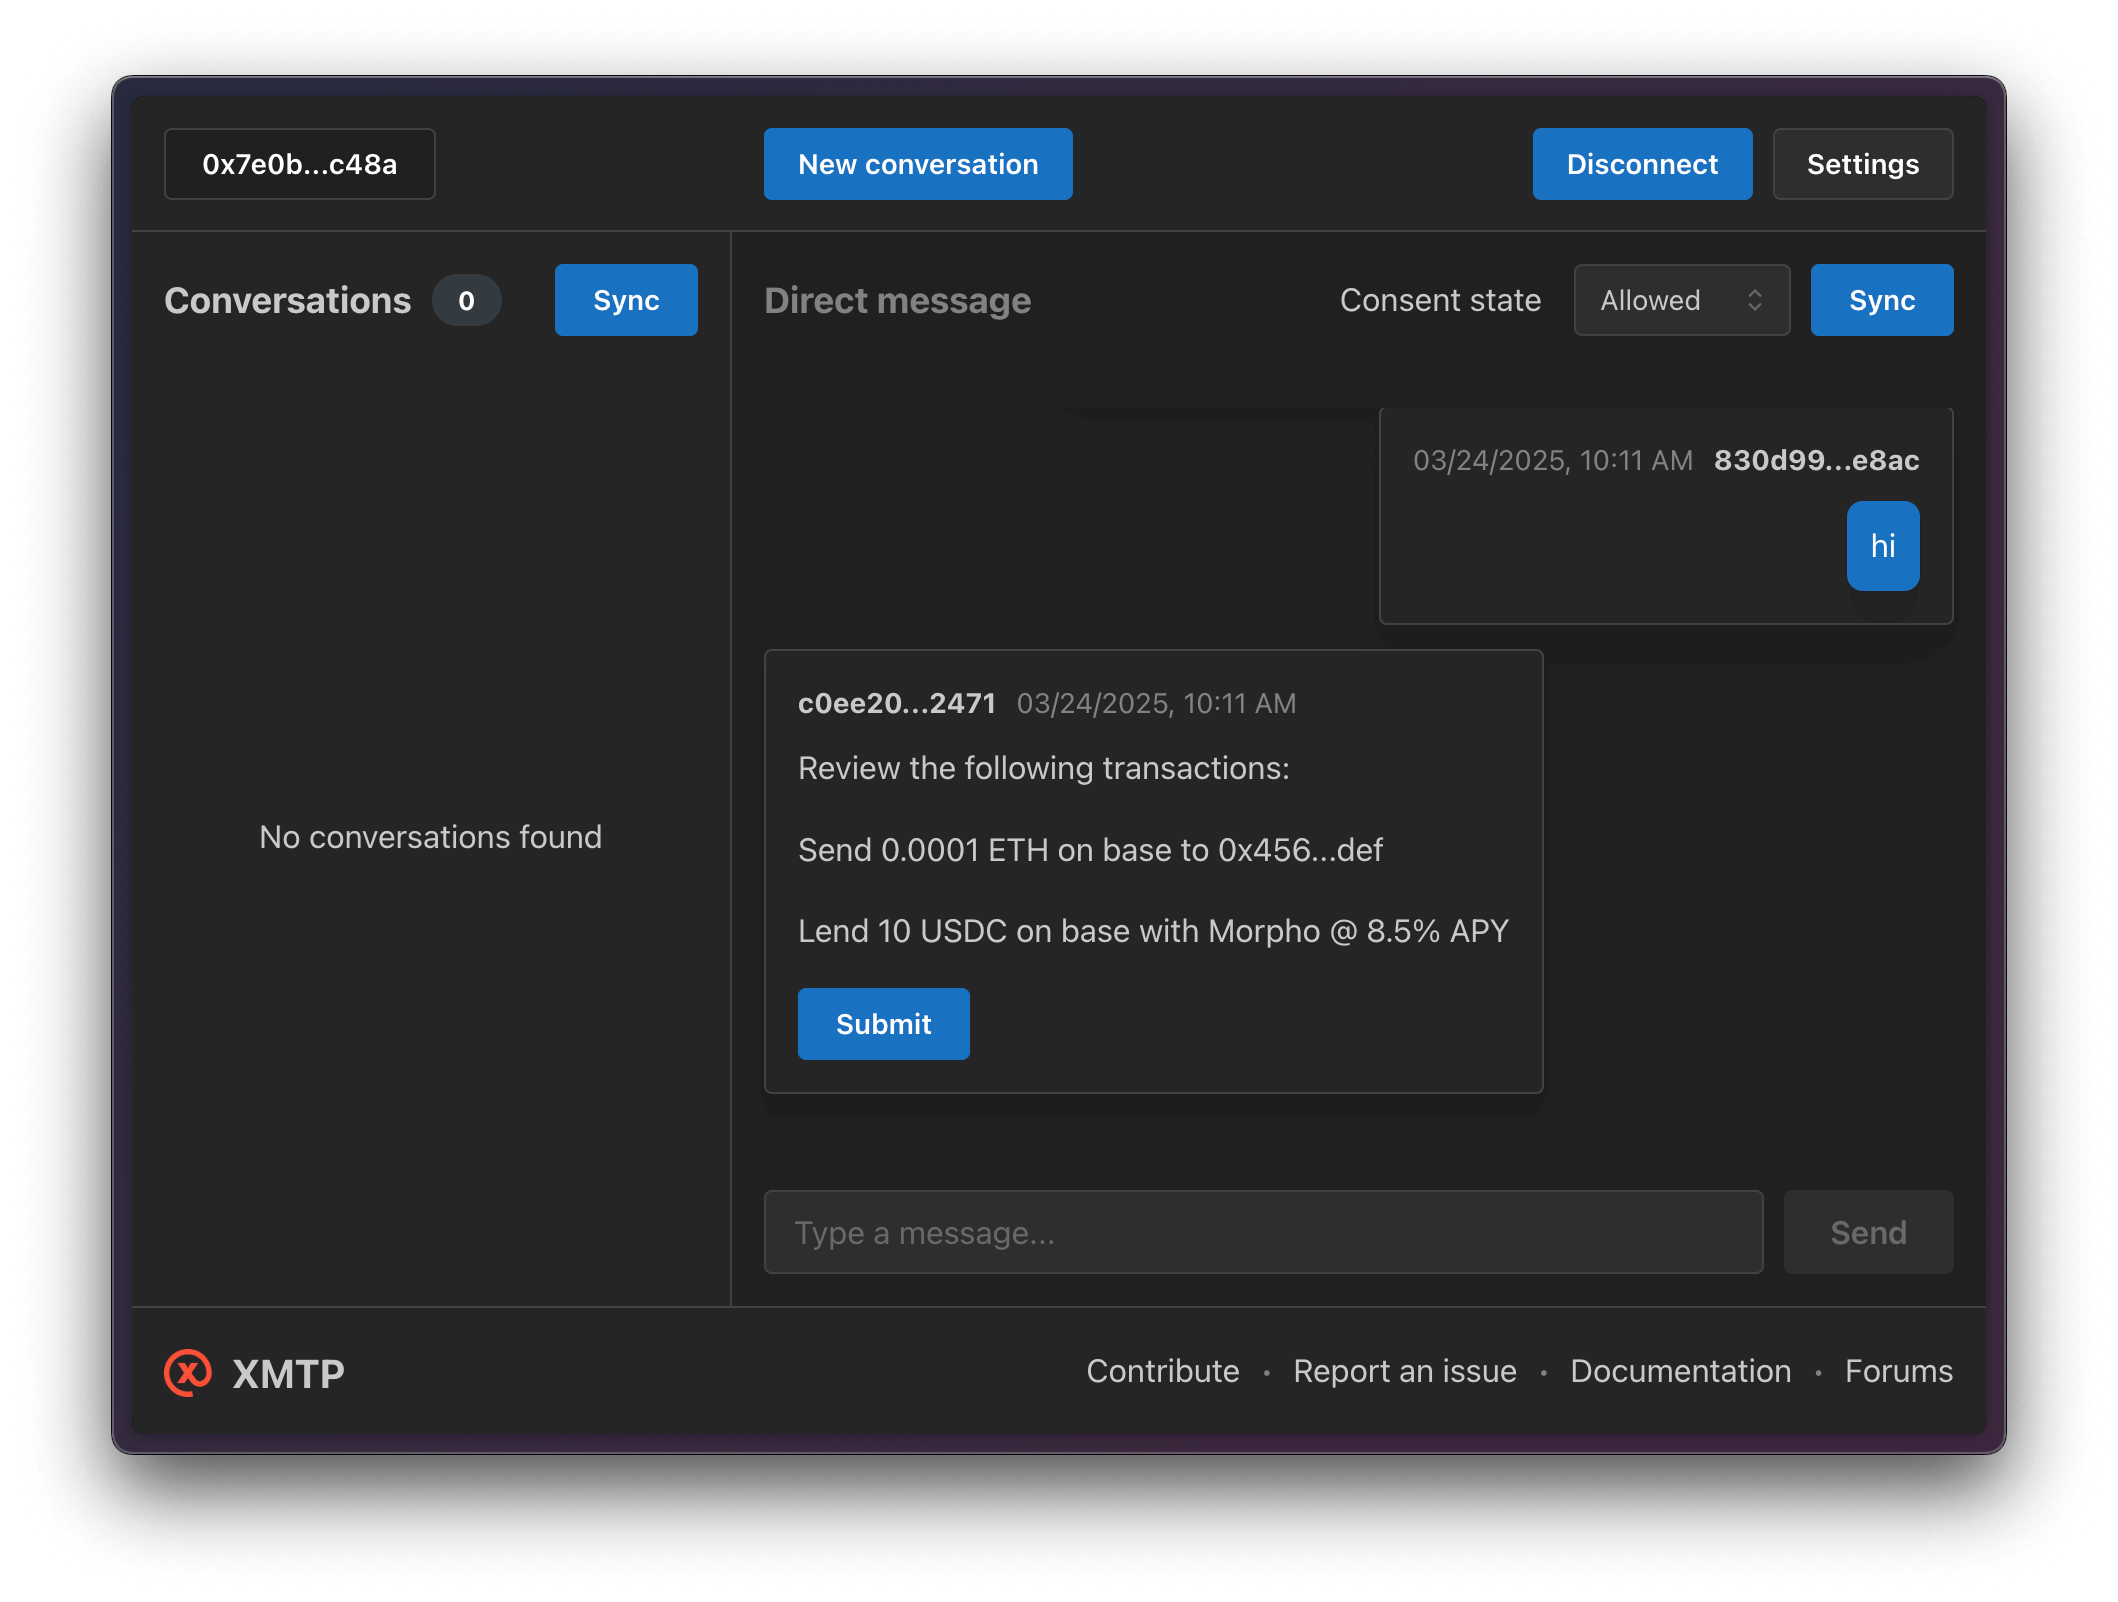 0x7e0b...c48a
New conversation
Disconnect
Settings
Conversations 0
Sync
Direct message
Consent state
Allowed
Sync
03/24/2025, 10:11 AM 830d99...e8ac
hi
c0ee20...2471 03/24/2025, 10:11 AM
Review the following transactions:
Send 0.0001 ETH on base to 0x456...def
Lend 10 USDC on base with Morpho @ 8.5% APY
Submit
No conversations found
Type a message...
Send
XMTP
Contribute · Report an issue · Documentation · Forums